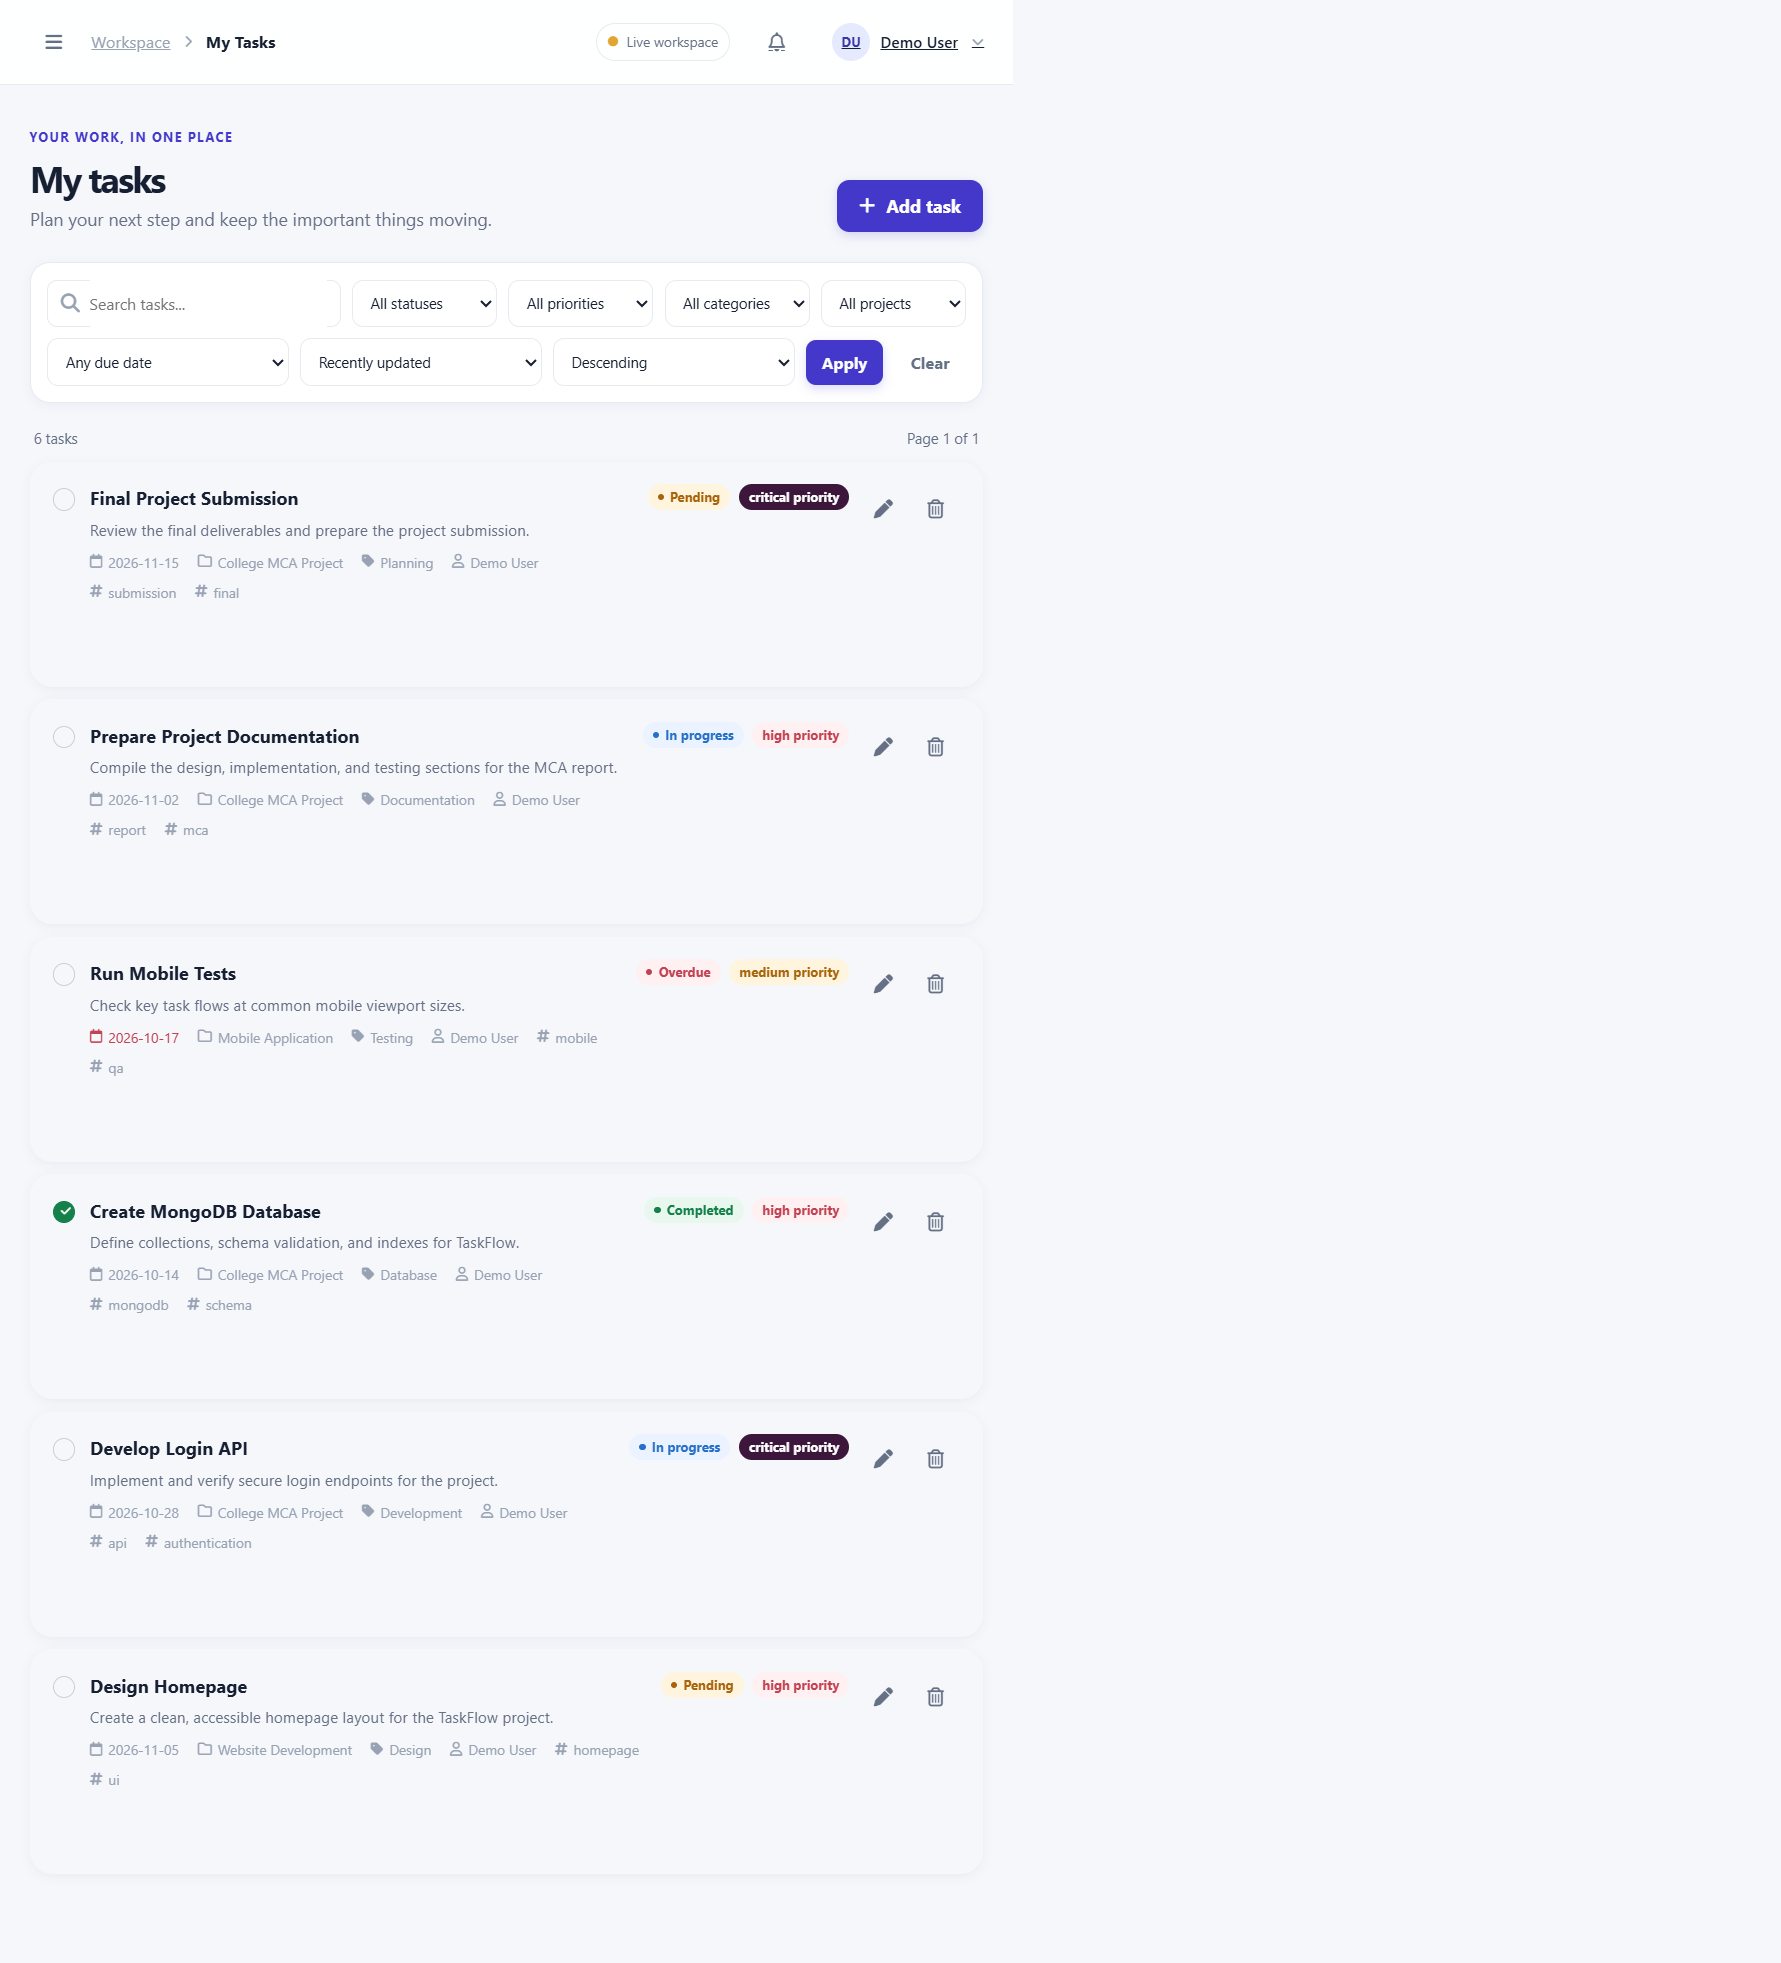 Workspace > My Tasks Live workspace DU Demo User
YOUR WORK, IN ONE PLACE
My tasks
Plan your next step and keep the important things moving.
+ Add task
Search tasks... All statuses All priorities All categories All projects
Any due date Recently updated Descending Apply Clear
6 tasks Page 1 of 1
Final Project Submission Pending critical priority
Review the final deliverables and prepare the project submission.
2026-11-15 College MCA Project Planning Demo User
# submission # final
Prepare Project Documentation In progress high priority
Compile the design, implementation, and testing sections for the MCA report.
2026-11-02 College MCA Project Documentation Demo User
# report # mca
Run Mobile Tests Overdue medium priority
Check key task flows at common mobile viewport sizes.
2026-10-17 Mobile Application Testing Demo User # mobile
# qa
Create MongoDB Database Completed high priority
Define collections, schema validation, and indexes for TaskFlow.
2026-10-14 College MCA Project Database Demo User
# mongodb # schema
Develop Login API In progress critical priority
Implement and verify secure login endpoints for the project.
2026-10-28 College MCA Project Development Demo User
# api # authentication
Design Homepage Pending high priority
Create a clean, accessible homepage layout for the TaskFlow project.
2026-11-05 Website Development Design Demo User # homepage
# ui